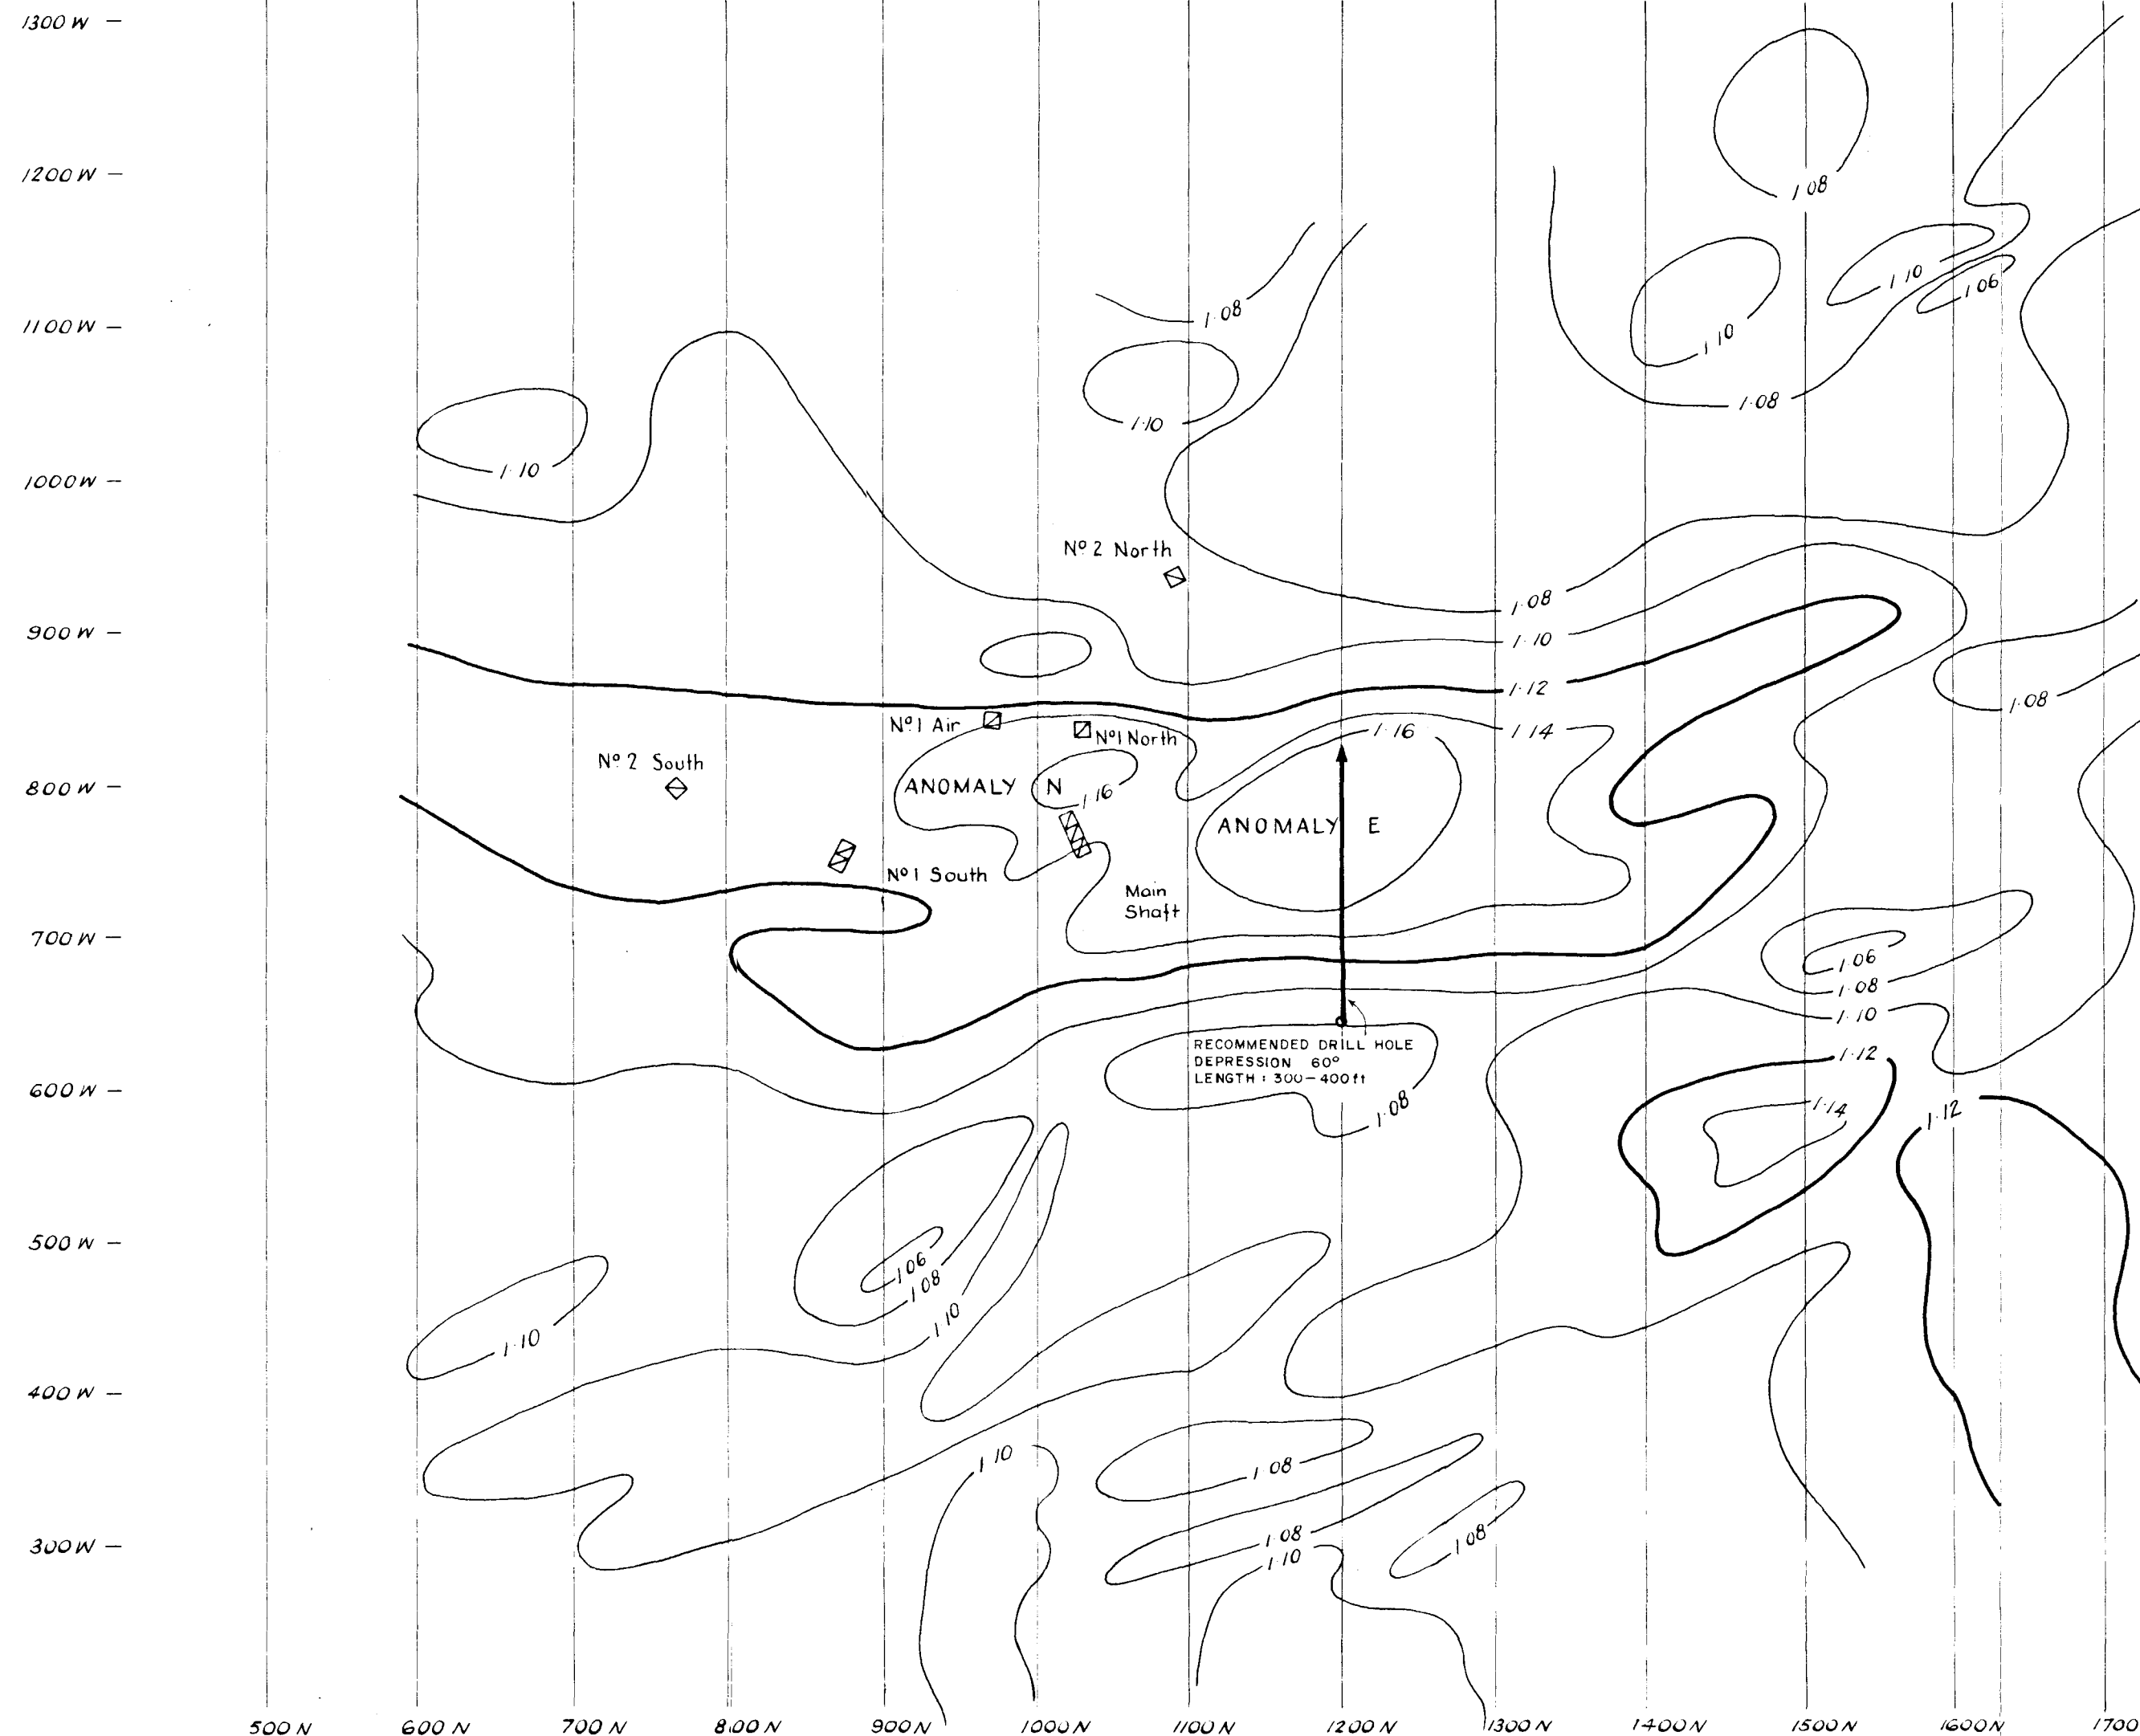 1300 W
1200 W
1.08
1.10
1.06
1100 W
1.08
1.10
1.08
1.10
1000 W
1.10
Nº 2 North
1.08
900 W
1.10
1.12
1.08
Nº 1 Air
Nº 1 North
1.16
1.14
Nº 2 South
800 W
ANOMALY N
1.16
ANOMALY E
Nº 1 South
Main
Shaft
700 W
1.06
1.08
1.10
RECOMMENDED DRILL HOLE
DEPRESSION 60°
LENGTH : 300-400ft
1.12
600 W
1.08
1.14
1.12
500 W
1.06
1.08
1.10
1.10
400 W
1.10
1.08
300 W
1.08
1.08
1.10
500 N 600 N 700 N 800 N 900 N 1000 N 1100 N 1200 N 1300 N 1400 N 1500 N 1600 N 1700